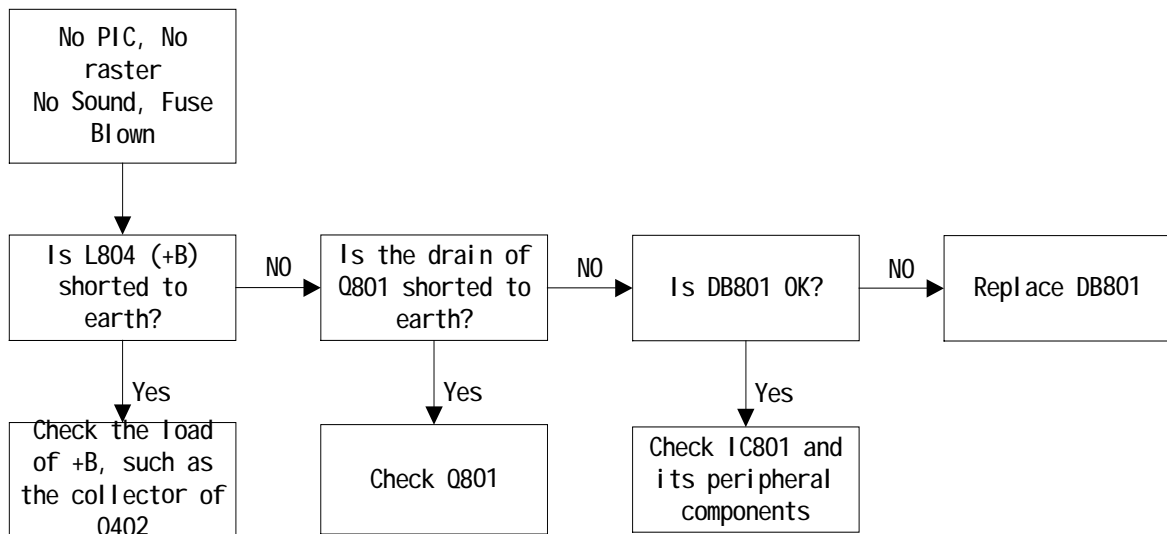 No PIC, No
raster
No Sound, Fuse
Blown
Is L804 (+B)
shorted to
earth?
NO
Is the drain of
Q801 shorted to
earth?
NO
Is DB801 OK?
NO
Replace DB801
Yes
Yes
Yes
Check the load
of +B, such as
the collector of
Q402
Check Q801
Check IC801 and
its peripheral
components